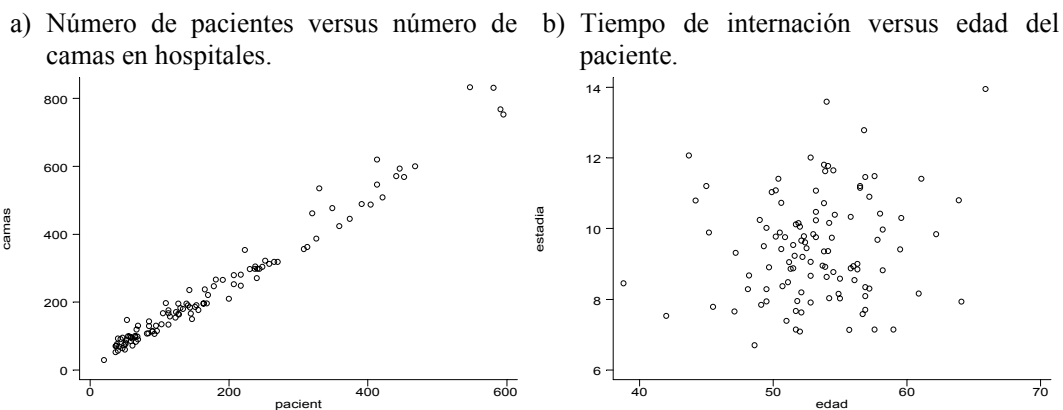 a) Número de pacientes versus número de
camas en hospitales.
800
600
400
200
0
camas
0 200 400 600
pacient
b) Tiempo de internación versus edad del
paciente.
14
12
10
8
6
estadia
40 50 60 70
edad